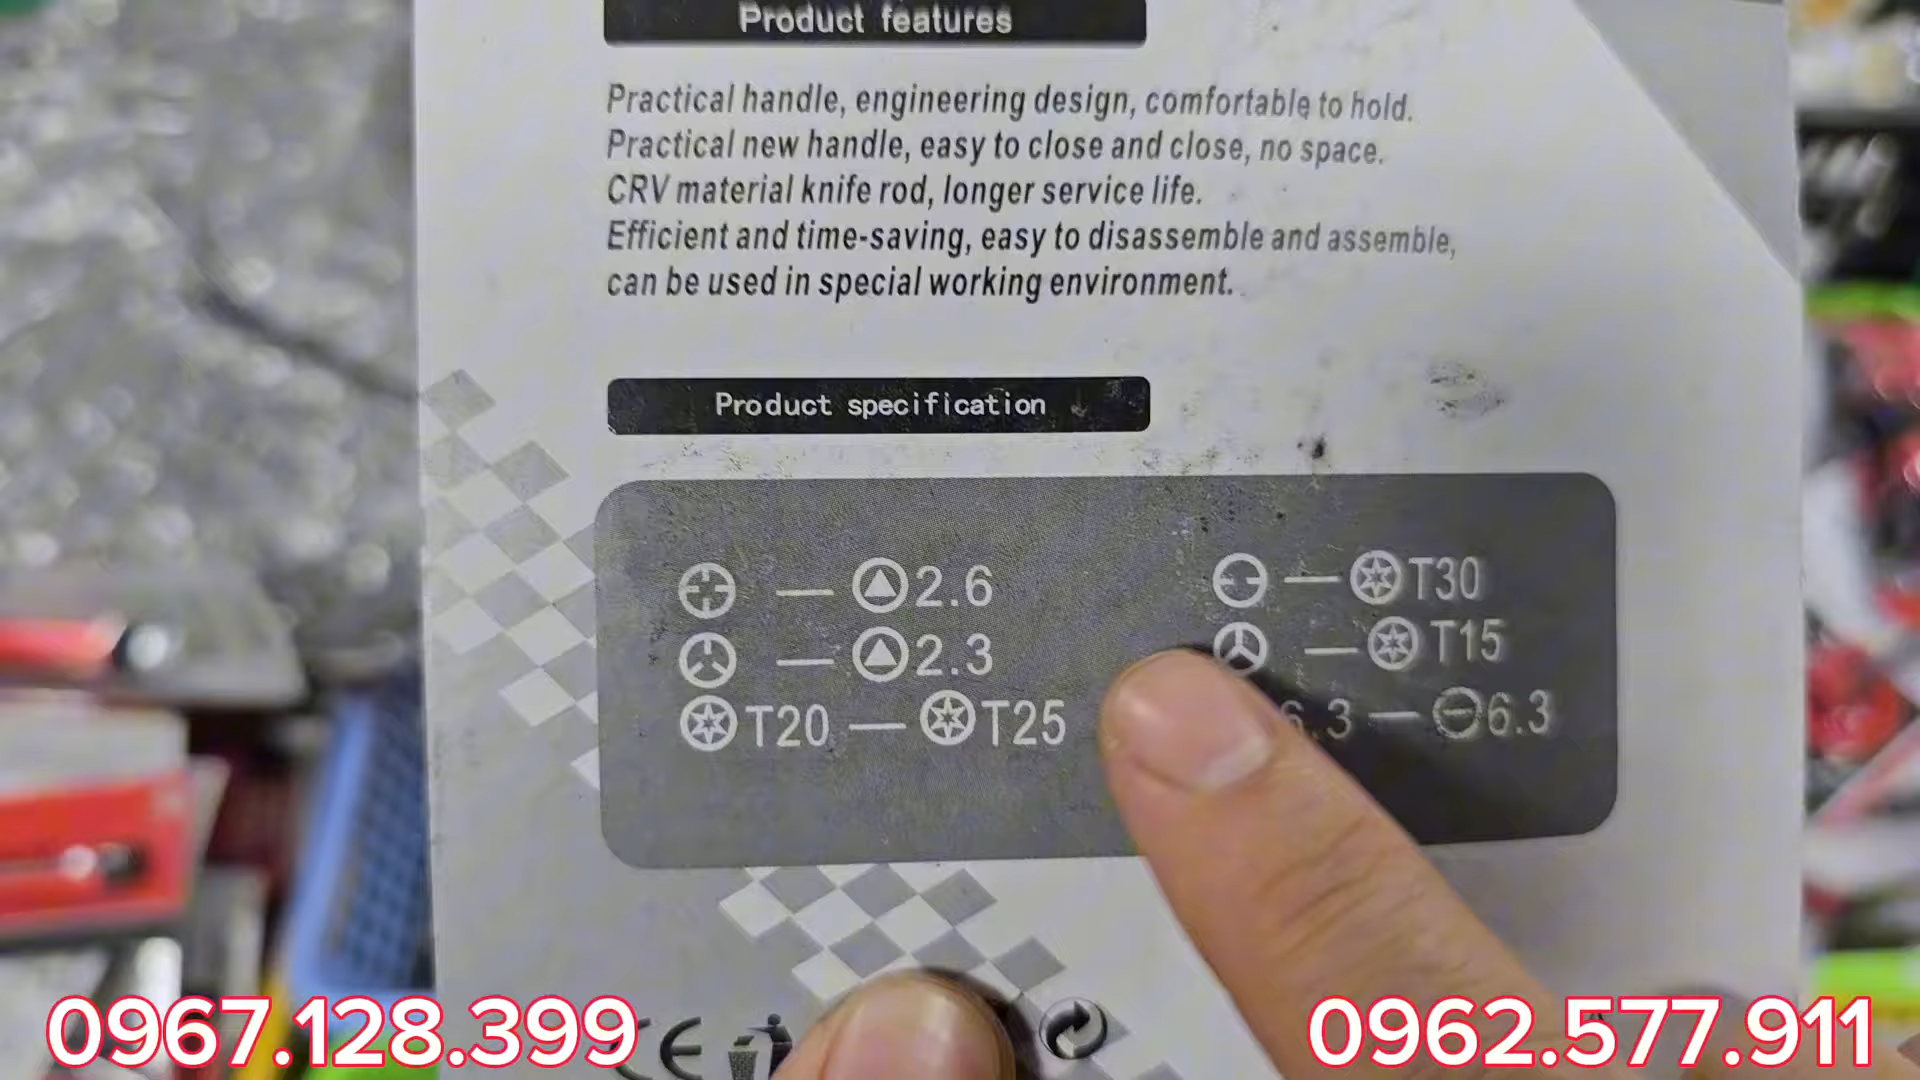 Product features
Practical handle, engineering design, comfortable to hold.
Practical new handle, easy to close and close, no space.
CRV material knife rod, longer service life.
Efficient and time-saving, easy to disassemble and assemble,
can be used in special working environment.
Product specification
— 2.6
— T30
— 2.3
— T15
T20 — T25
6.3 — 6.3
CE
0967.128.399
0962.577.911